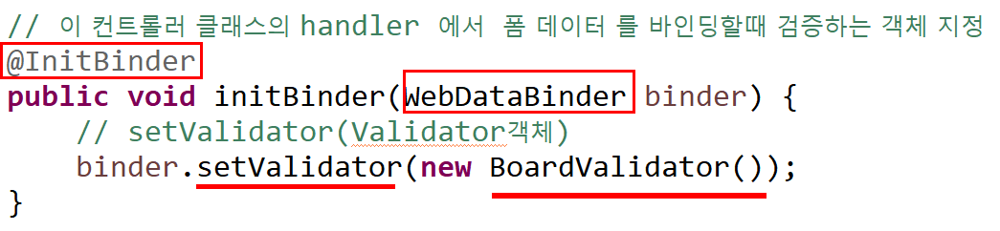 // 이 컨트롤러 클래스의 handler 에서 폼 데이터 를 바인딩할때 검증하는 객체 지정
@InitBinder
public void initBinder(WebDataBinder binder) {
// setValidator(Validator객체)
binder.setValidator(new BoardValidator());
}